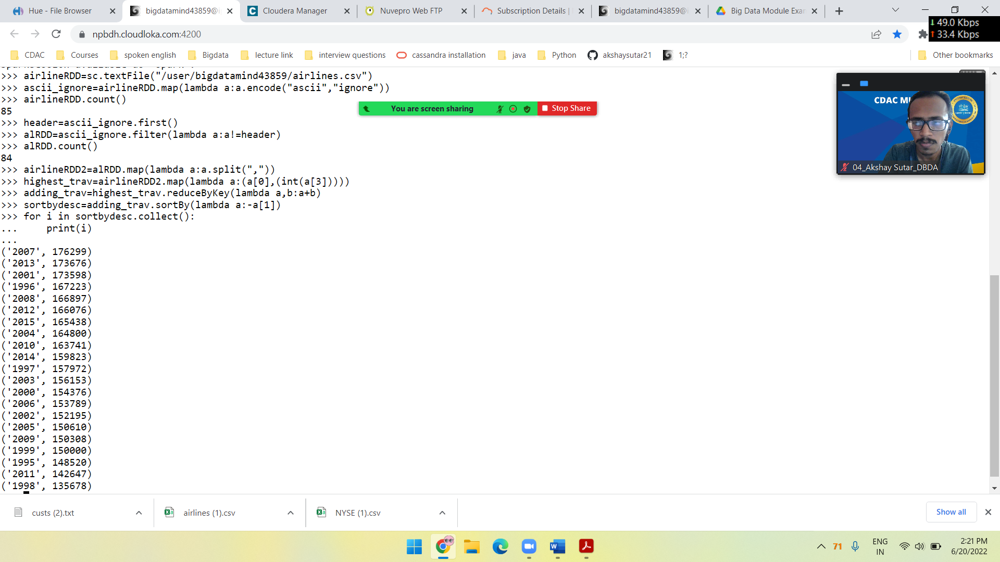 Hue - File Browser
bigdatamind43859@i
Cloudera Manager
Nuvepro Web FTP
Subscription Details |
bigdatamind43859@i
Big Data Module Exa
npbdh.cloudloka.com:4200
49.0 Kbps
33.4 Kbps
CDAC
Courses
spoken english
Bigdata
lecture link
interview questions
cassandra installation
java
Python
akshaysutar21
1;?
Other bookmarks
>>> airlineRDD=sc.textFile("/user/bigdatamind43859/airlines.csv")
>>> ascii_ignore=airlineRDD.map(lambda a:a.encode("ascii","ignore"))
>>> airlineRDD.count()
85
>>> header=ascii_ignore.first()
>>> alRDD=ascii_ignore.filter(lambda a:a!=header)
>>> alRDD.count()
84
>>> airlineRDD2=alRDD.map(lambda a:a.split(","))
>>> highest_trav=airlineRDD2.map(lambda a:(a[0],(int(a[3]))))
>>> adding_trav=highest_trav.reduceByKey(lambda a,b:a+b)
>>> sortbydesc=adding_trav.sortBy(lambda a:-a[1])
>>> for i in sortbydesc.collect():
...     print(i)
...
('2007', 176299)
('2013', 173676)
('2001', 173598)
('1996', 167223)
('2008', 166897)
('2012', 166076)
('2015', 165438)
('2004', 164800)
('2010', 163741)
('2014', 159823)
('1997', 157972)
('2003', 156153)
('2000', 154376)
('2006', 153789)
('2002', 152195)
('2005', 150610)
('2009', 150308)
('1999', 150000)
('1995', 148520)
('2011', 142647)
('1998', 135678)
You are screen sharing
Stop Share
CDAC MU
CDAC
04_Akshay Sutar_DBDA
custs (2).txt
airlines (1).csv
NYSE (1).csv
Show all
71
ENG
IN
2:21 PM
6/20/2022